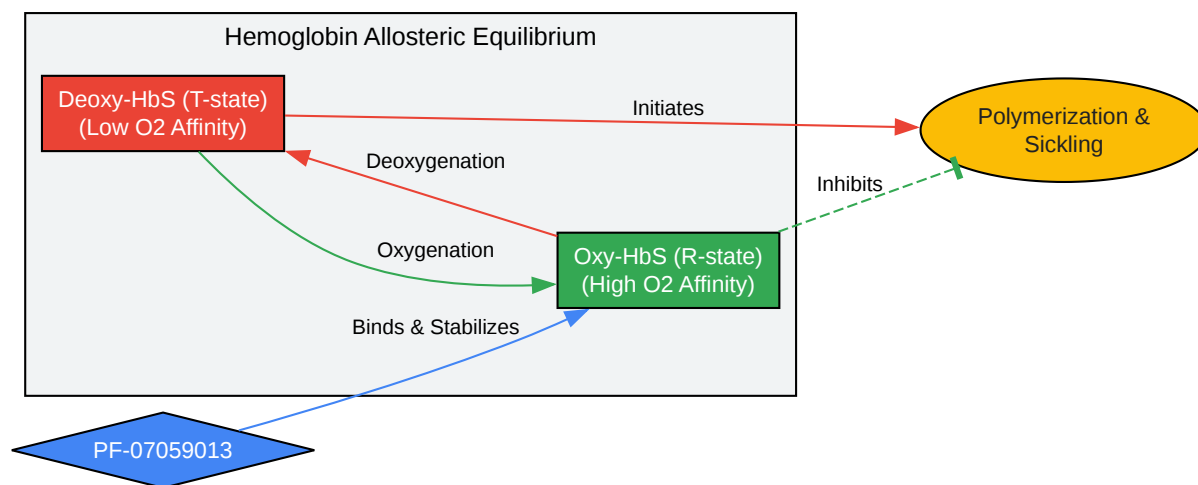 Hemoglobin Allosteric Equilibrium
Deoxy-HbS (T-state)
(Low O2 Affinity)
Initiates
Polymerization &
Sickling
Deoxygenation
Inhibits
Oxygenation
Oxy-HbS (R-state)
(High O2 Affinity)
Binds & Stabilizes
PF-07059013